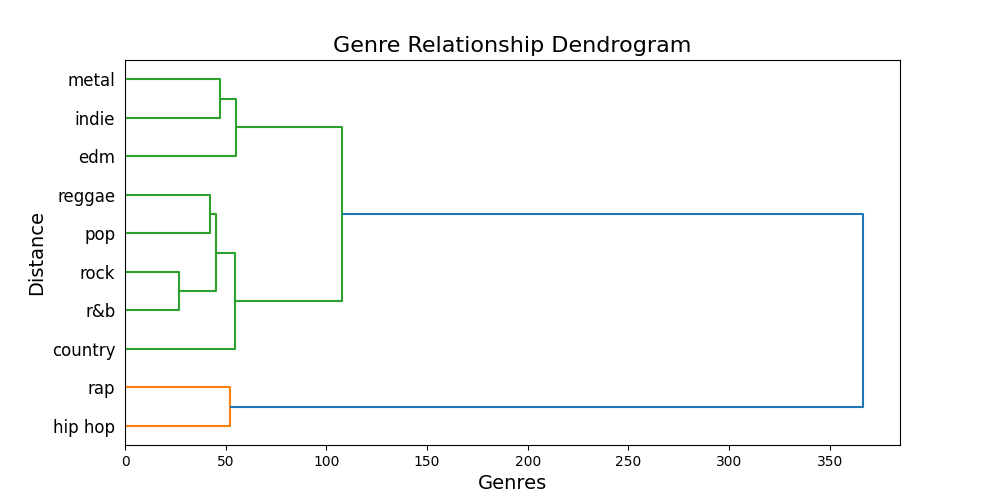 Genre Relationship Dendrogram
metal
indie
edm
reggae
pop
rock
r&b
country
rap
hip hop
Distance
0 50 100 150 200 250 300 350
Genres